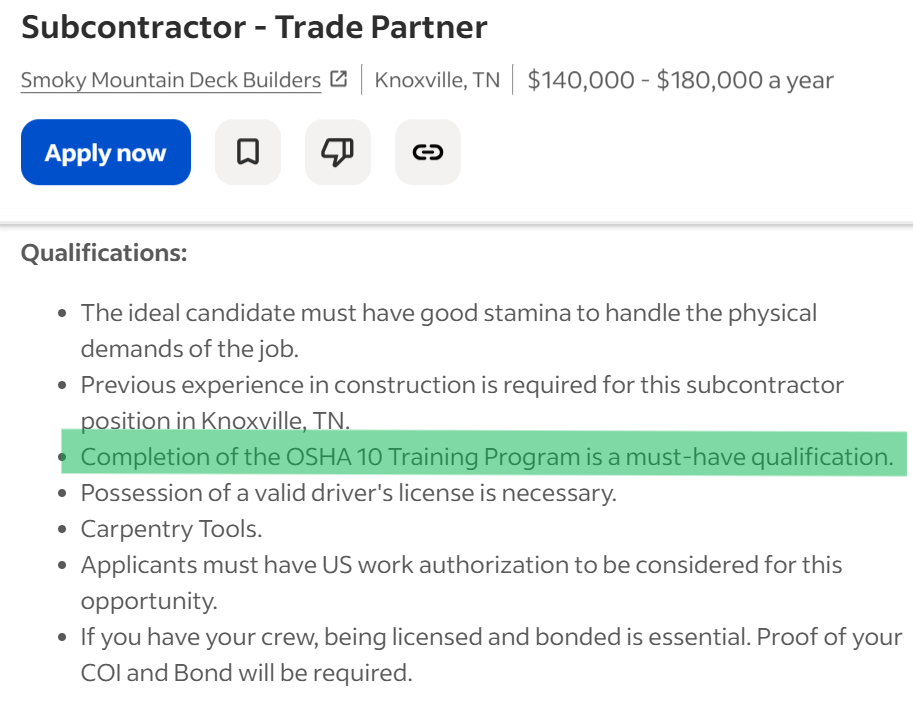 Subcontractor - Trade Partner
Smoky Mountain Deck Builders Knoxville, TN $140,000 - $180,000 a year
Apply now
Qualifications:
• The ideal candidate must have good stamina to handle the physical
demands of the job.
• Previous experience in construction is required for this subcontractor
position in Knoxville, TN.
• Completion of the OSHA 10 Training Program is a must-have qualification.
• Possession of a valid driver's license is necessary.
• Carpentry Tools.
• Applicants must have US work authorization to be considered for this
opportunity.
• If you have your crew, being licensed and bonded is essential. Proof of your
COI and Bond will be required.